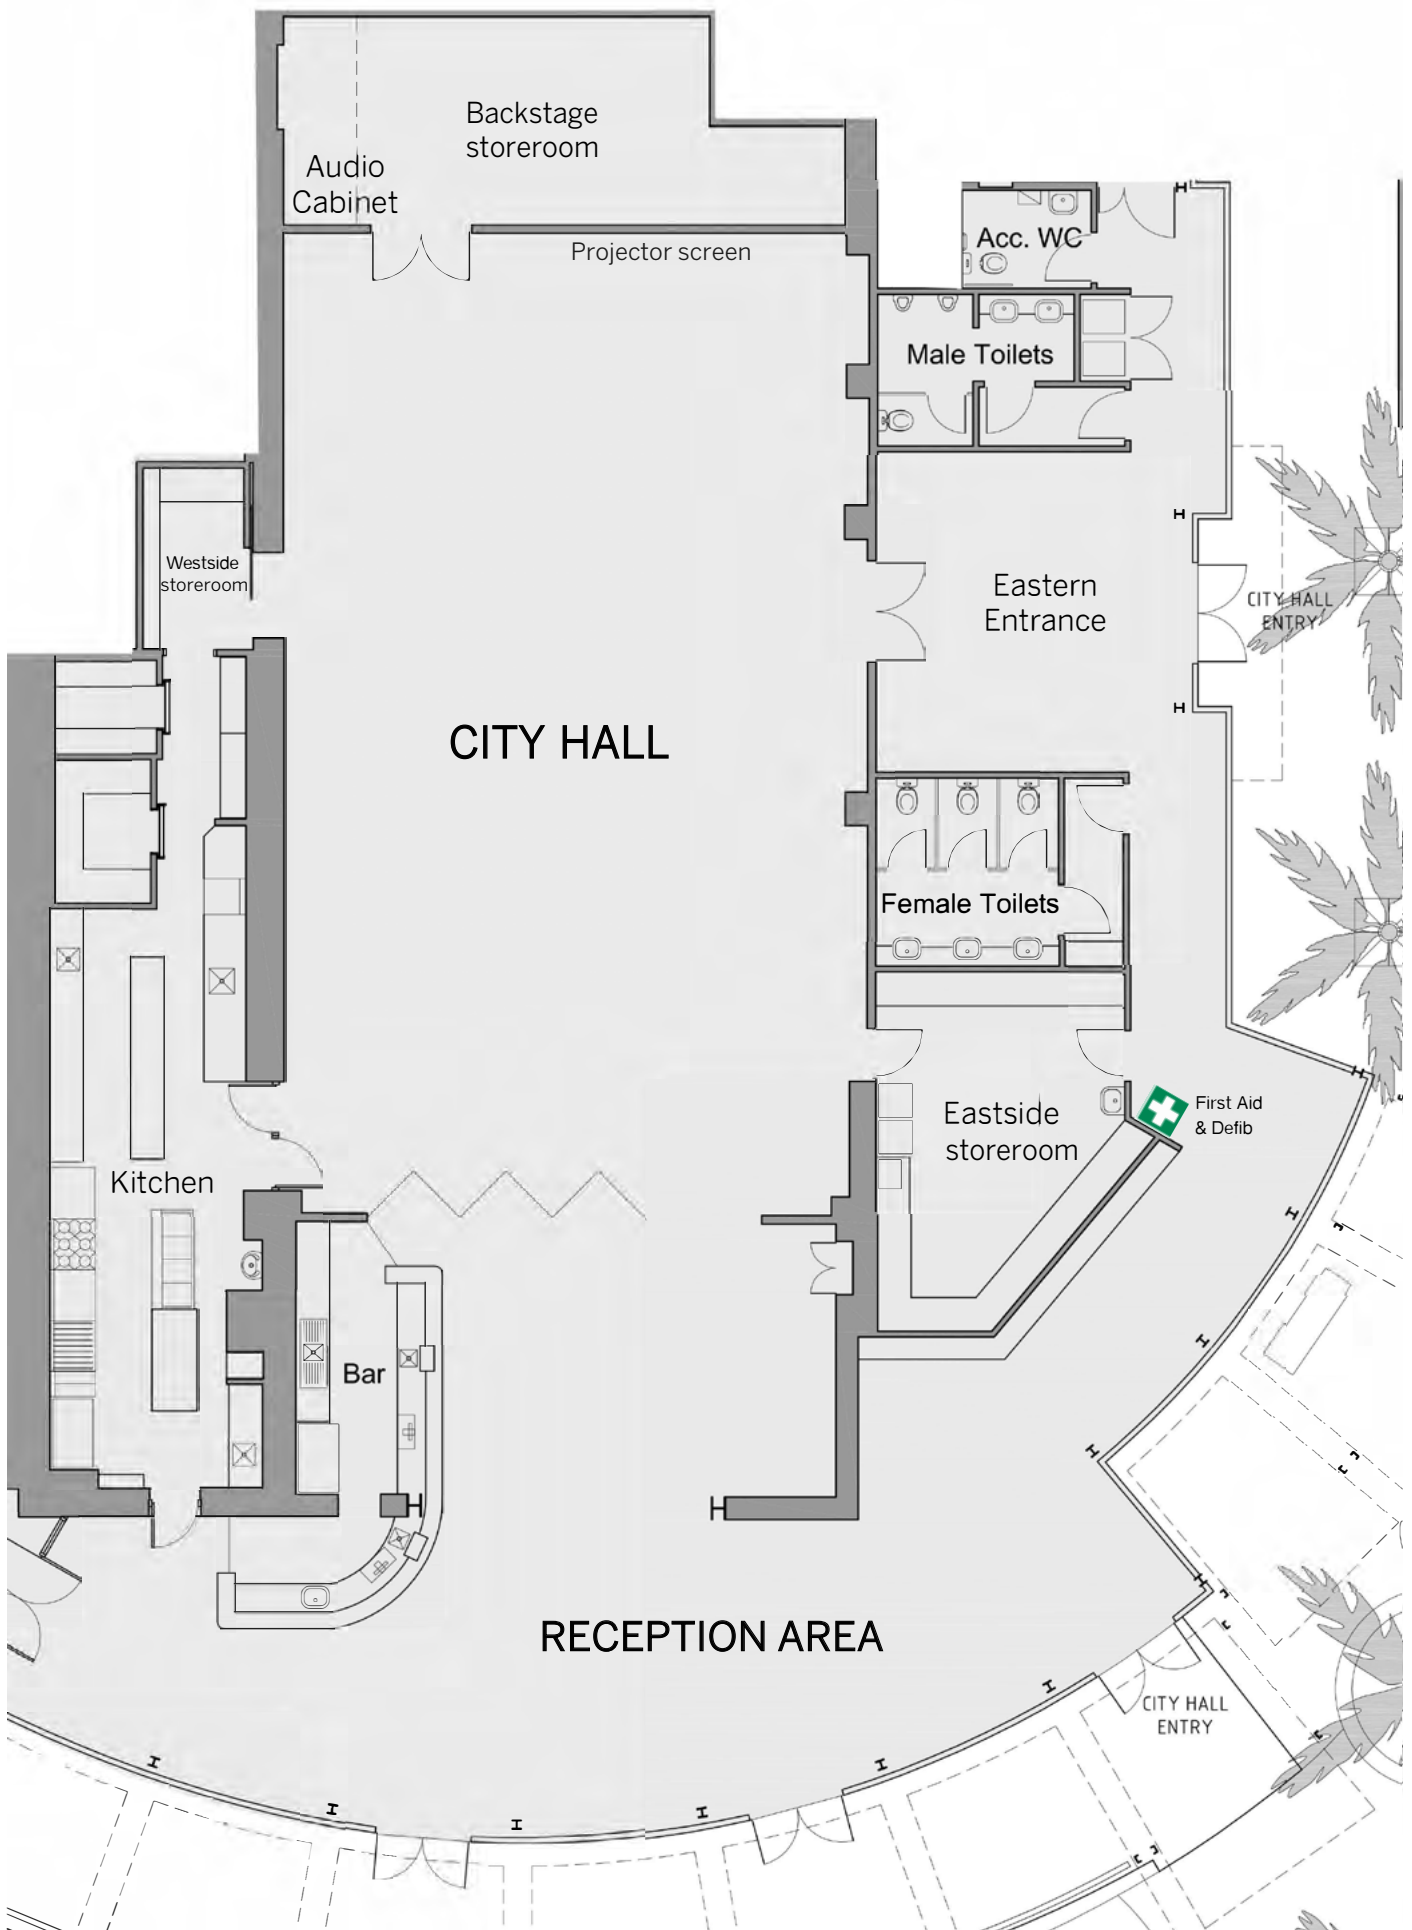 Backstage
storeroom
Audio
Cabinet
Projector screen
Acc. WC
Male Toilets
Westside
storeroom
Eastern
Entrance
CITY HALL
ENTRY
CITY HALL
Female Toilets
Eastside
storeroom
First Aid
& Defib
Kitchen
Bar
RECEPTION AREA
CITY HALL
ENTRY